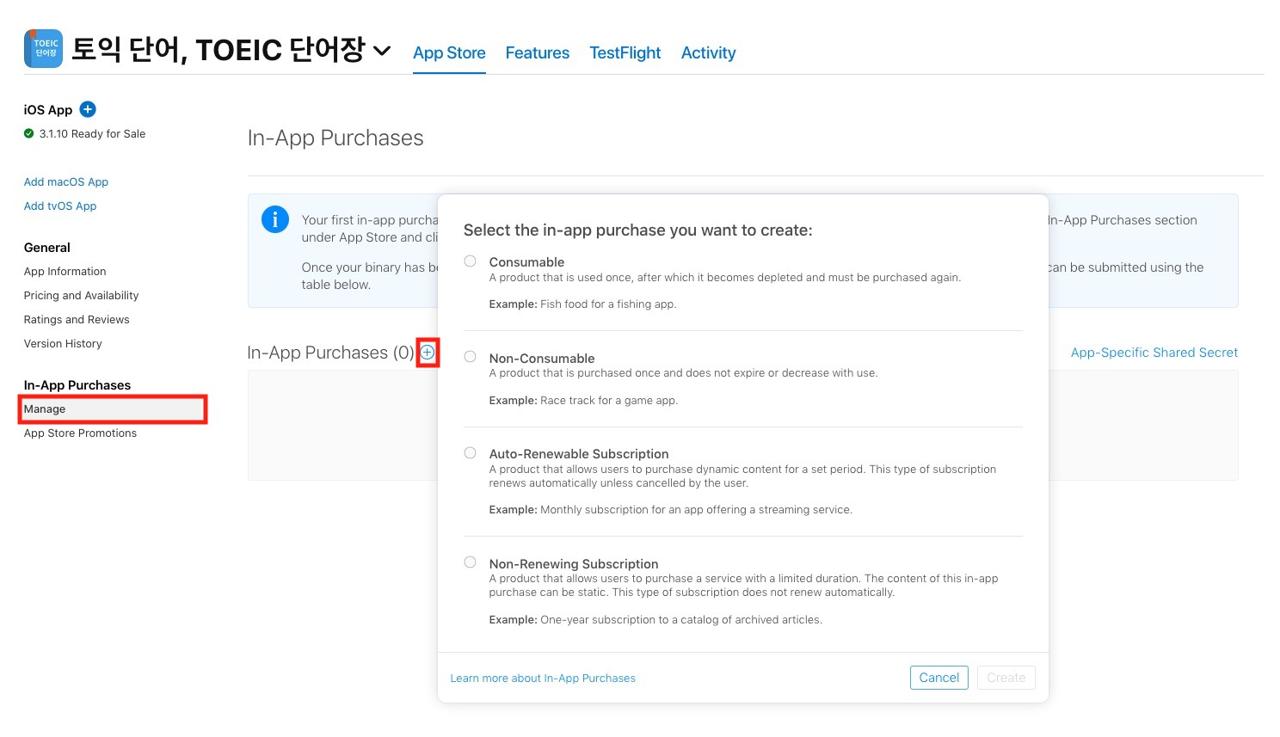 TOEIC
단어장
토익 단어, TOEIC 단어장
App Store
Features
TestFlight
Activity
iOS App
3.1.10 Ready for Sale
Add macOS App
Add tvOS App
General
App Information
Pricing and Availability
Ratings and Reviews
Version History
In-App Purchases
Manage
App Store Promotions
In-App Purchases
Your first in-app purcha
In-App Purchases section
under App Store and cli
Once your binary has be
can be submitted using the
table below.
In-App Purchases (0)
App-Specific Shared Secret
Select the in-app purchase you want to create:
Consumable
A product that is used once, after which it becomes depleted and must be purchased again.
Example: Fish food for a fishing app.
Non-Consumable
A product that is purchased once and does not expire or decrease with use.
Example: Race track for a game app.
Auto-Renewable Subscription
A product that allows users to purchase dynamic content for a set period. This type of subscription
renews automatically unless cancelled by the user.
Example: Monthly subscription for an app offering a streaming service.
Non-Renewing Subscription
A product that allows users to purchase a service with a limited duration. The content of this in-app
purchase can be static. This type of subscription does not renew automatically.
Example: One-year subscription to a catalog of archived articles.
Learn more about In-App Purchases
Cancel
Create